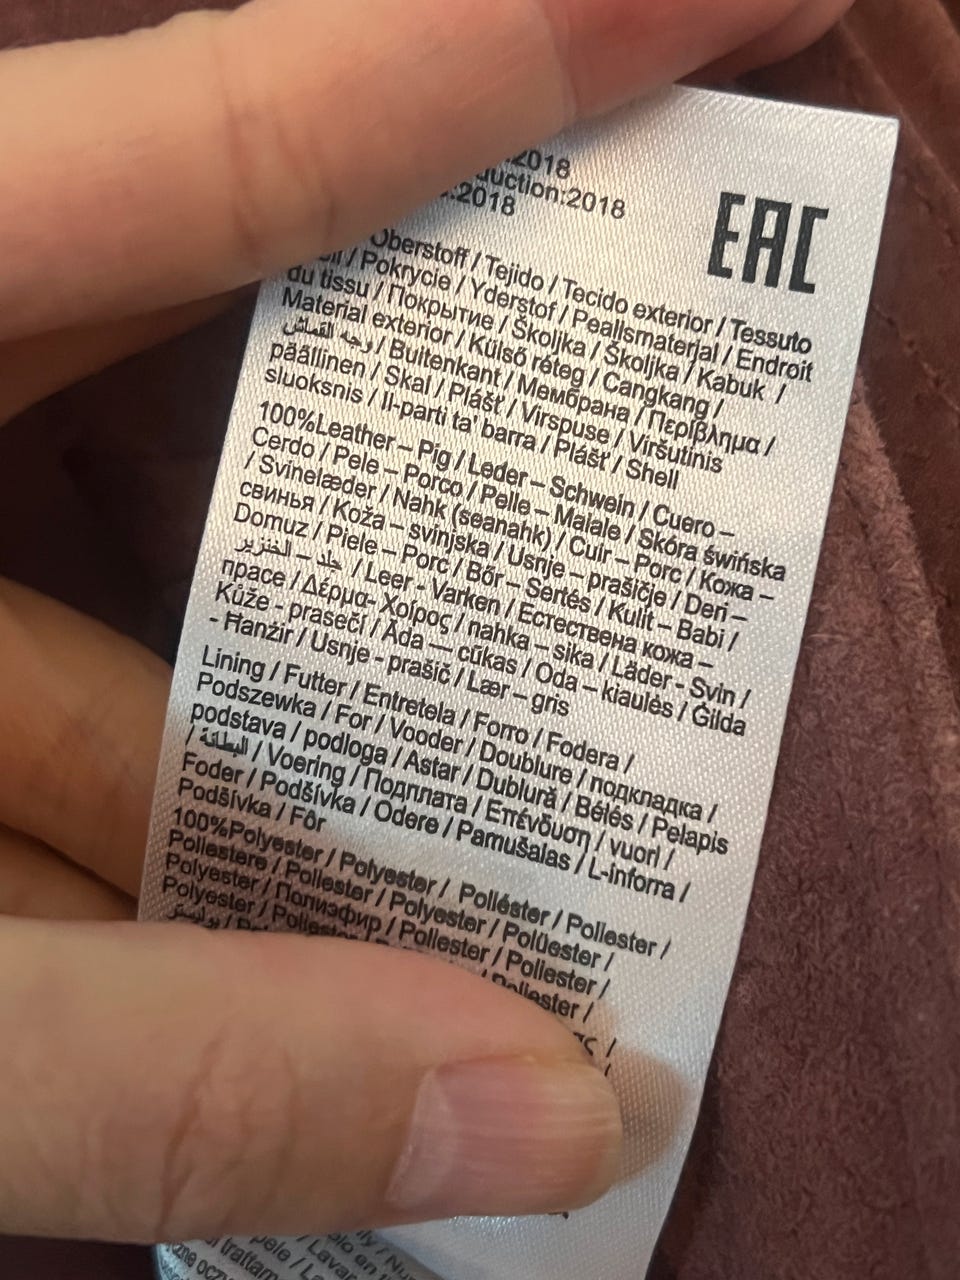 2018
duction:2018
:2018
EAC
Oberstoff / Tejido / Tecido exterior / Tessuto
/ Pokrycie / Yderstof / Pealismaterjal / Endroit
du tissu / Покрытие / Školjka / Školjka / Kabuk /
Material exterior / Külső réteg / Cangkang /
وجه القماش / Buitenkant / Мембрана / Περίβλημα /
päällinen / Skal / Plášť / Virspuse / Viršutinis
sluoksnis / Il-parti ta' barra / Plášť / Shell
100%Leather – Pig / Leder – Schwein / Cuero –
Cerdo / Pele – Porco / Pelle – Maiale / Skóra świńska
/ Svinelæder / Nahk (seanahk) / Cuir – Porc / Кожа –
свинья / Koža – svinjska / Usnje – prašičje / Deri –
Domuz / Piele – Porc / Bőr – Sertés / Kulit – Babi /
جلد – الخنزير / Leer - Varken / Естествена кожа –
прасе / Δέρμα- Χοίρος / nahka – sika / Läder - Svin /
Kůže - prasečí / Āda — cūkas / Oda – kiaulės / Ġilda
- Ħanżir / Usnje - prašič / Lær – gris
Lining / Futter / Entretela / Forro / Fodera /
Podszewka / For / Vooder / Doublure / подкладка /
podstava / podloga / Astar / Dublură / Bélés / Pelapis
/ البطانة / Voering / Подплата / Επένδυση / vuori /
Foder / Podšívka / Odere / Pamušalas / L-inforra /
Podšívka / Fôr
100%Polyester / Polyester / Poliéster / Poliester /
Poliestere / Poliester / Polyester / Polüester /
Polyester / Полиэфир / Poliester / Poliester /
Polyester / Poliester / Poliester /
بوليستر /
ας /